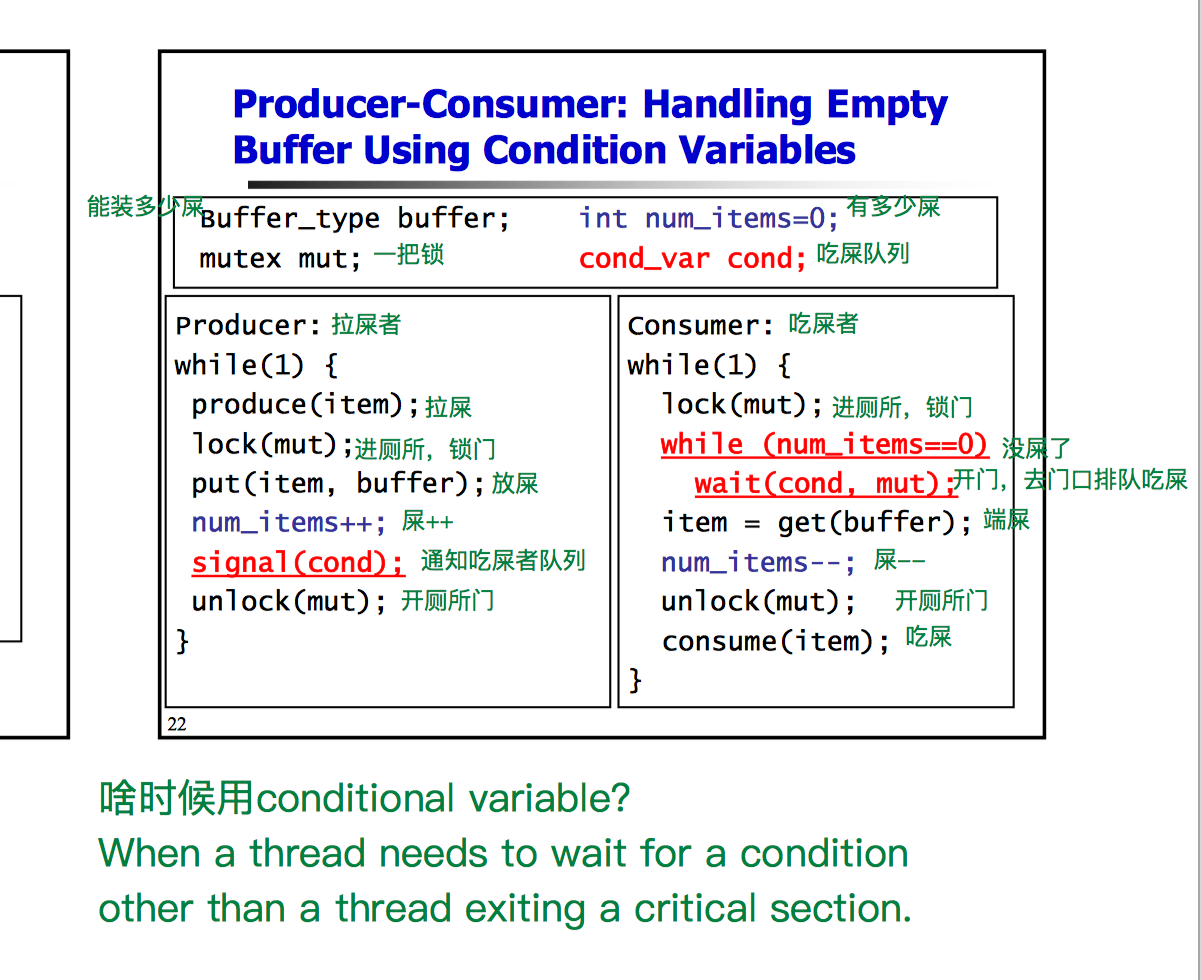 Producer-Consumer: Handling Empty
Buffer Using Condition Variables
能装多少屎
Buffer_type buffer; int num_items=0; 有多少屎
mutex mut; 一把锁 cond_var cond; 吃屎队列
Producer: 拉屎者
while(1) {
produce(item); 拉屎
lock(mut); 进厕所，锁门
put(item, buffer); 放屎
num_items++; 屎++
signal(cond); 通知吃屎者队列
unlock(mut); 开厕所门
}
Consumer: 吃屎者
while(1) {
lock(mut); 进厕所，锁门
while (num_items==0) 没屎了
wait(cond, mut); 开门，去门口排队吃屎
item = get(buffer); 端屎
num_items--; 屎--
unlock(mut); 开厕所门
consume(item); 吃屎
}
22
啥时候用conditional variable?
When a thread needs to wait for a condition
other than a thread exiting a critical section.